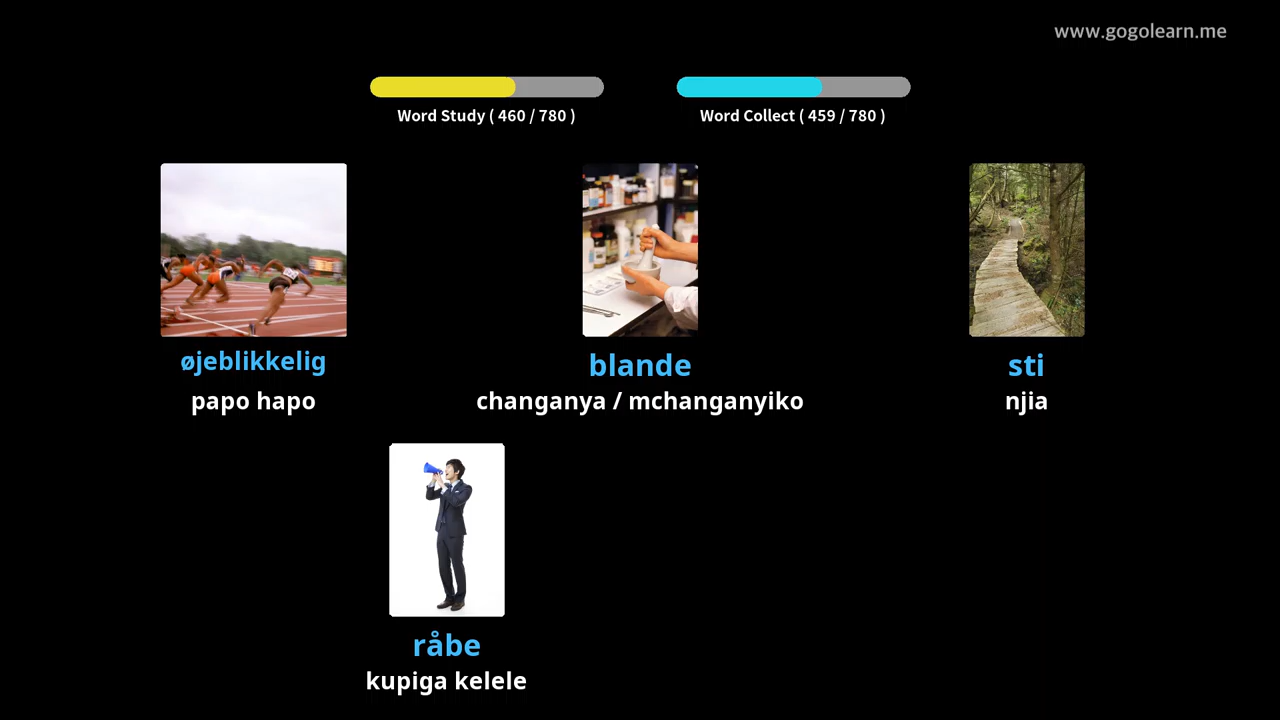 www.gogolearn.me
Word Study ( 460 / 780 )
Word Collect ( 459 / 780 )
øjeblikkelig
papo hapo
blande
changanya / mchanganyiko
sti
njia
råbe
kupiga kelele